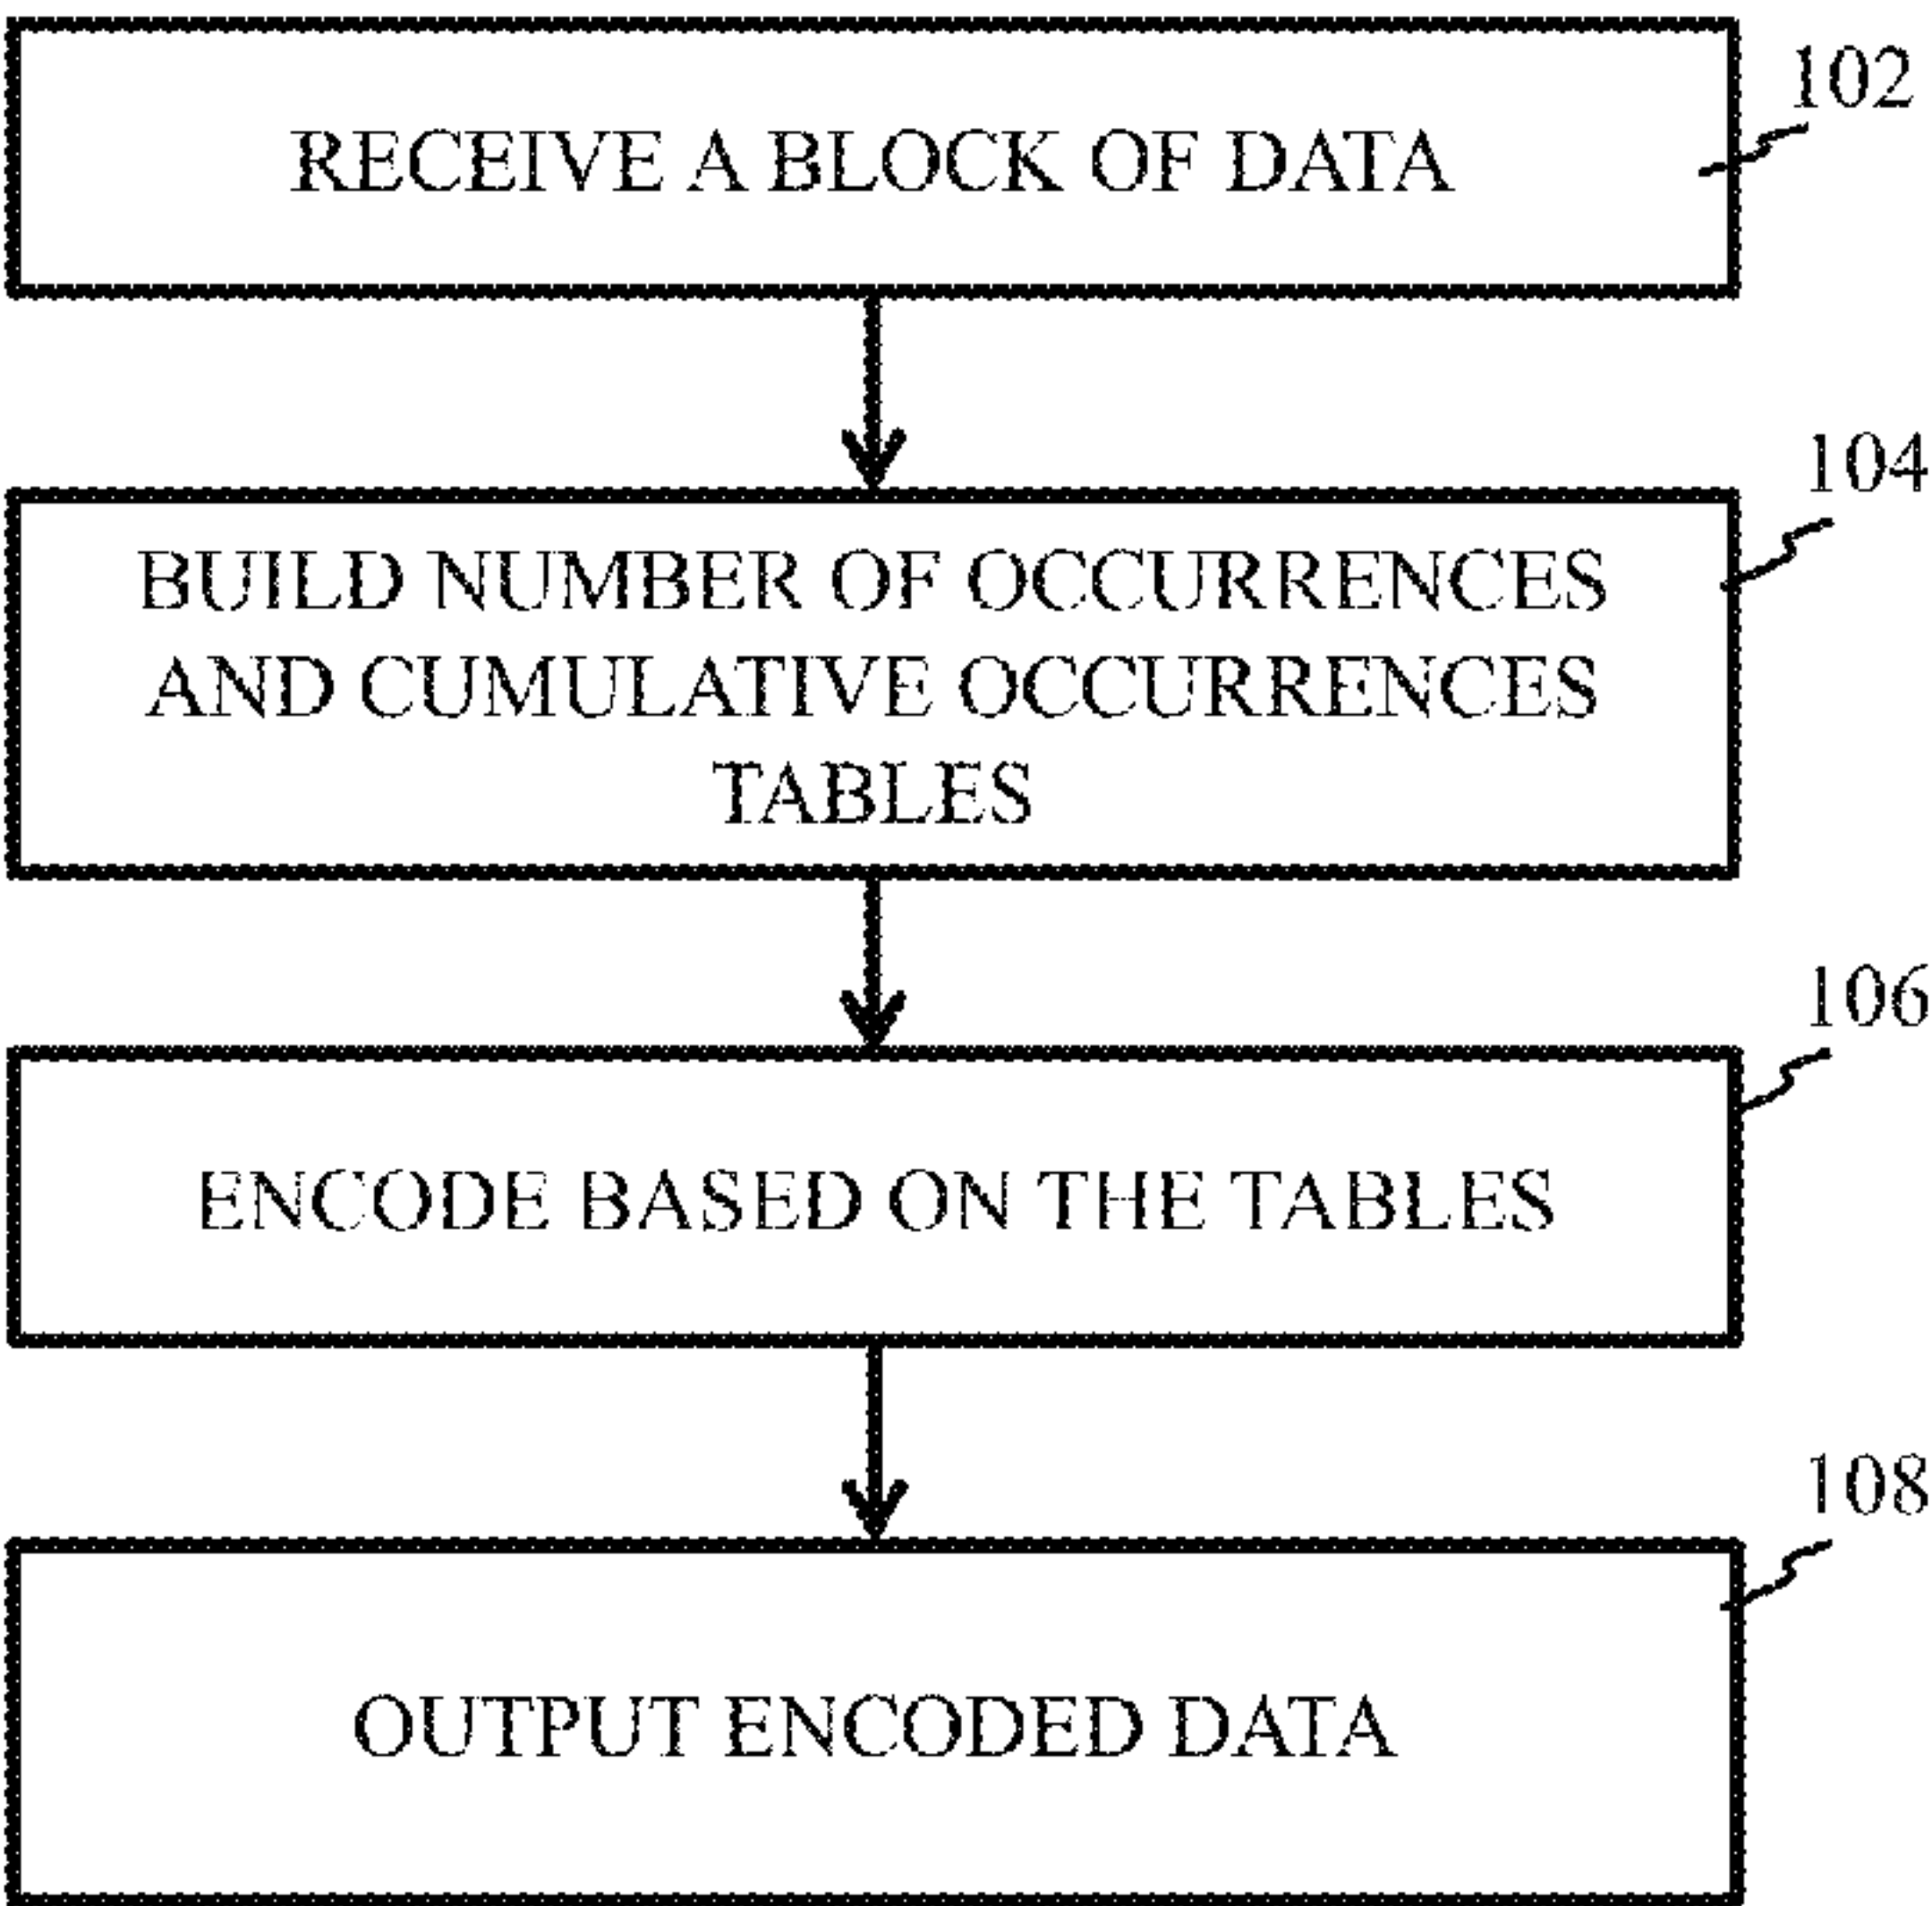 102
RECEIVE A BLOCK OF DATA
104
BUILD NUMBER OF OCCURRENCES
AND CUMULATIVE OCCURRENCES
TABLES
106
ENCODE BASED ON THE TABLES
108
OUTPUT ENCODED DATA